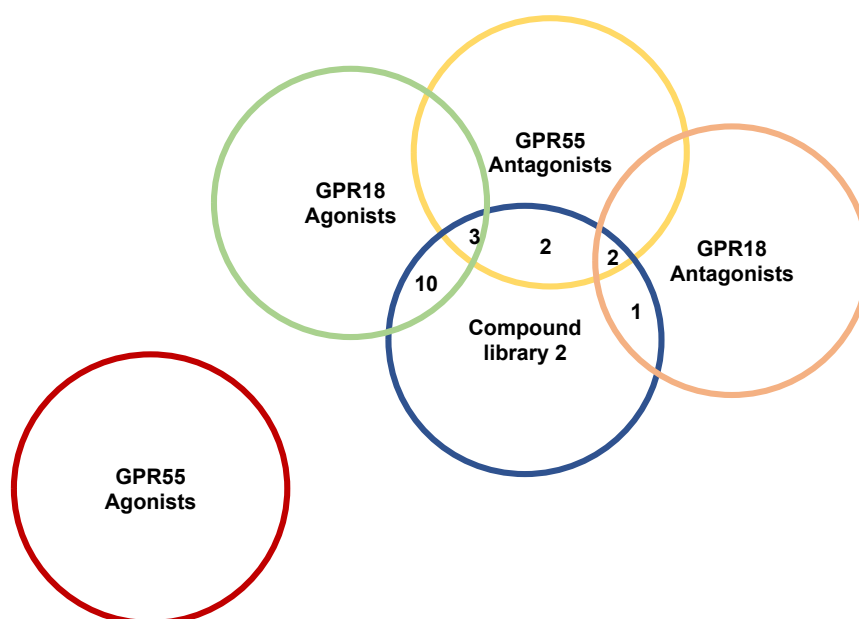 GPR55
Antagonists
GPR18
Agonists
3
2
2
GPR18
Antagonists
10
1
Compound
library 2
GPR55
Agonists